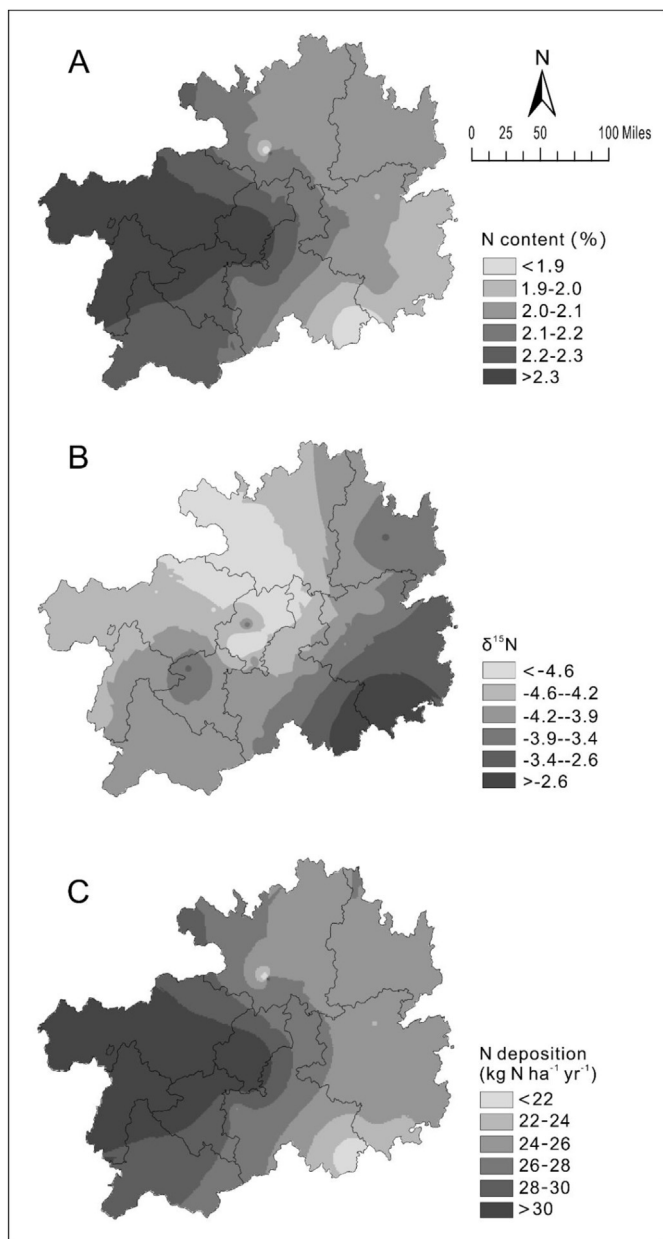 A
N
0 25 50 100 Miles
N content (%)
<1.9
1.9-2.0
2.0-2.1
2.1-2.2
2.2-2.3
>2.3
B
δ¹⁵N
<-4.6
-4.6--4.2
-4.2--3.9
-3.9--3.4
-3.4--2.6
>-2.6
C
N deposition
(kg N ha⁻¹ yr⁻¹)
<22
22-24
24-26
26-28
28-30
>30